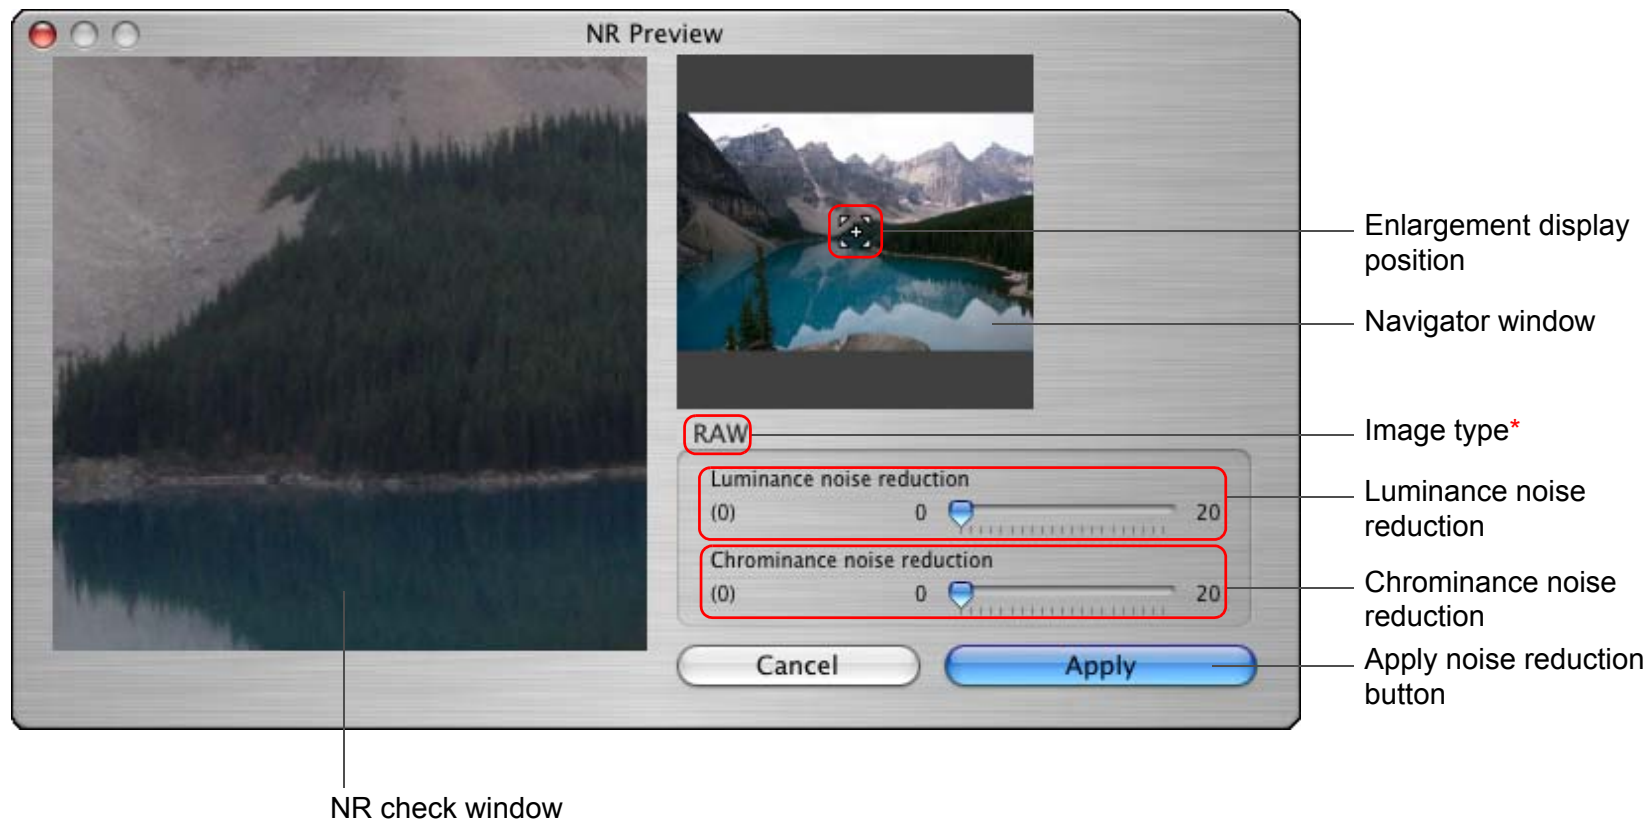 NR Preview
Enlargement display
position
Navigator window
RAW
Image type*
Luminance noise reduction
(0) 0 20
Luminance noise
reduction
Chrominance noise reduction
(0) 0 20
Chrominance noise
reduction
Cancel
Apply
Apply noise reduction
button
NR check window